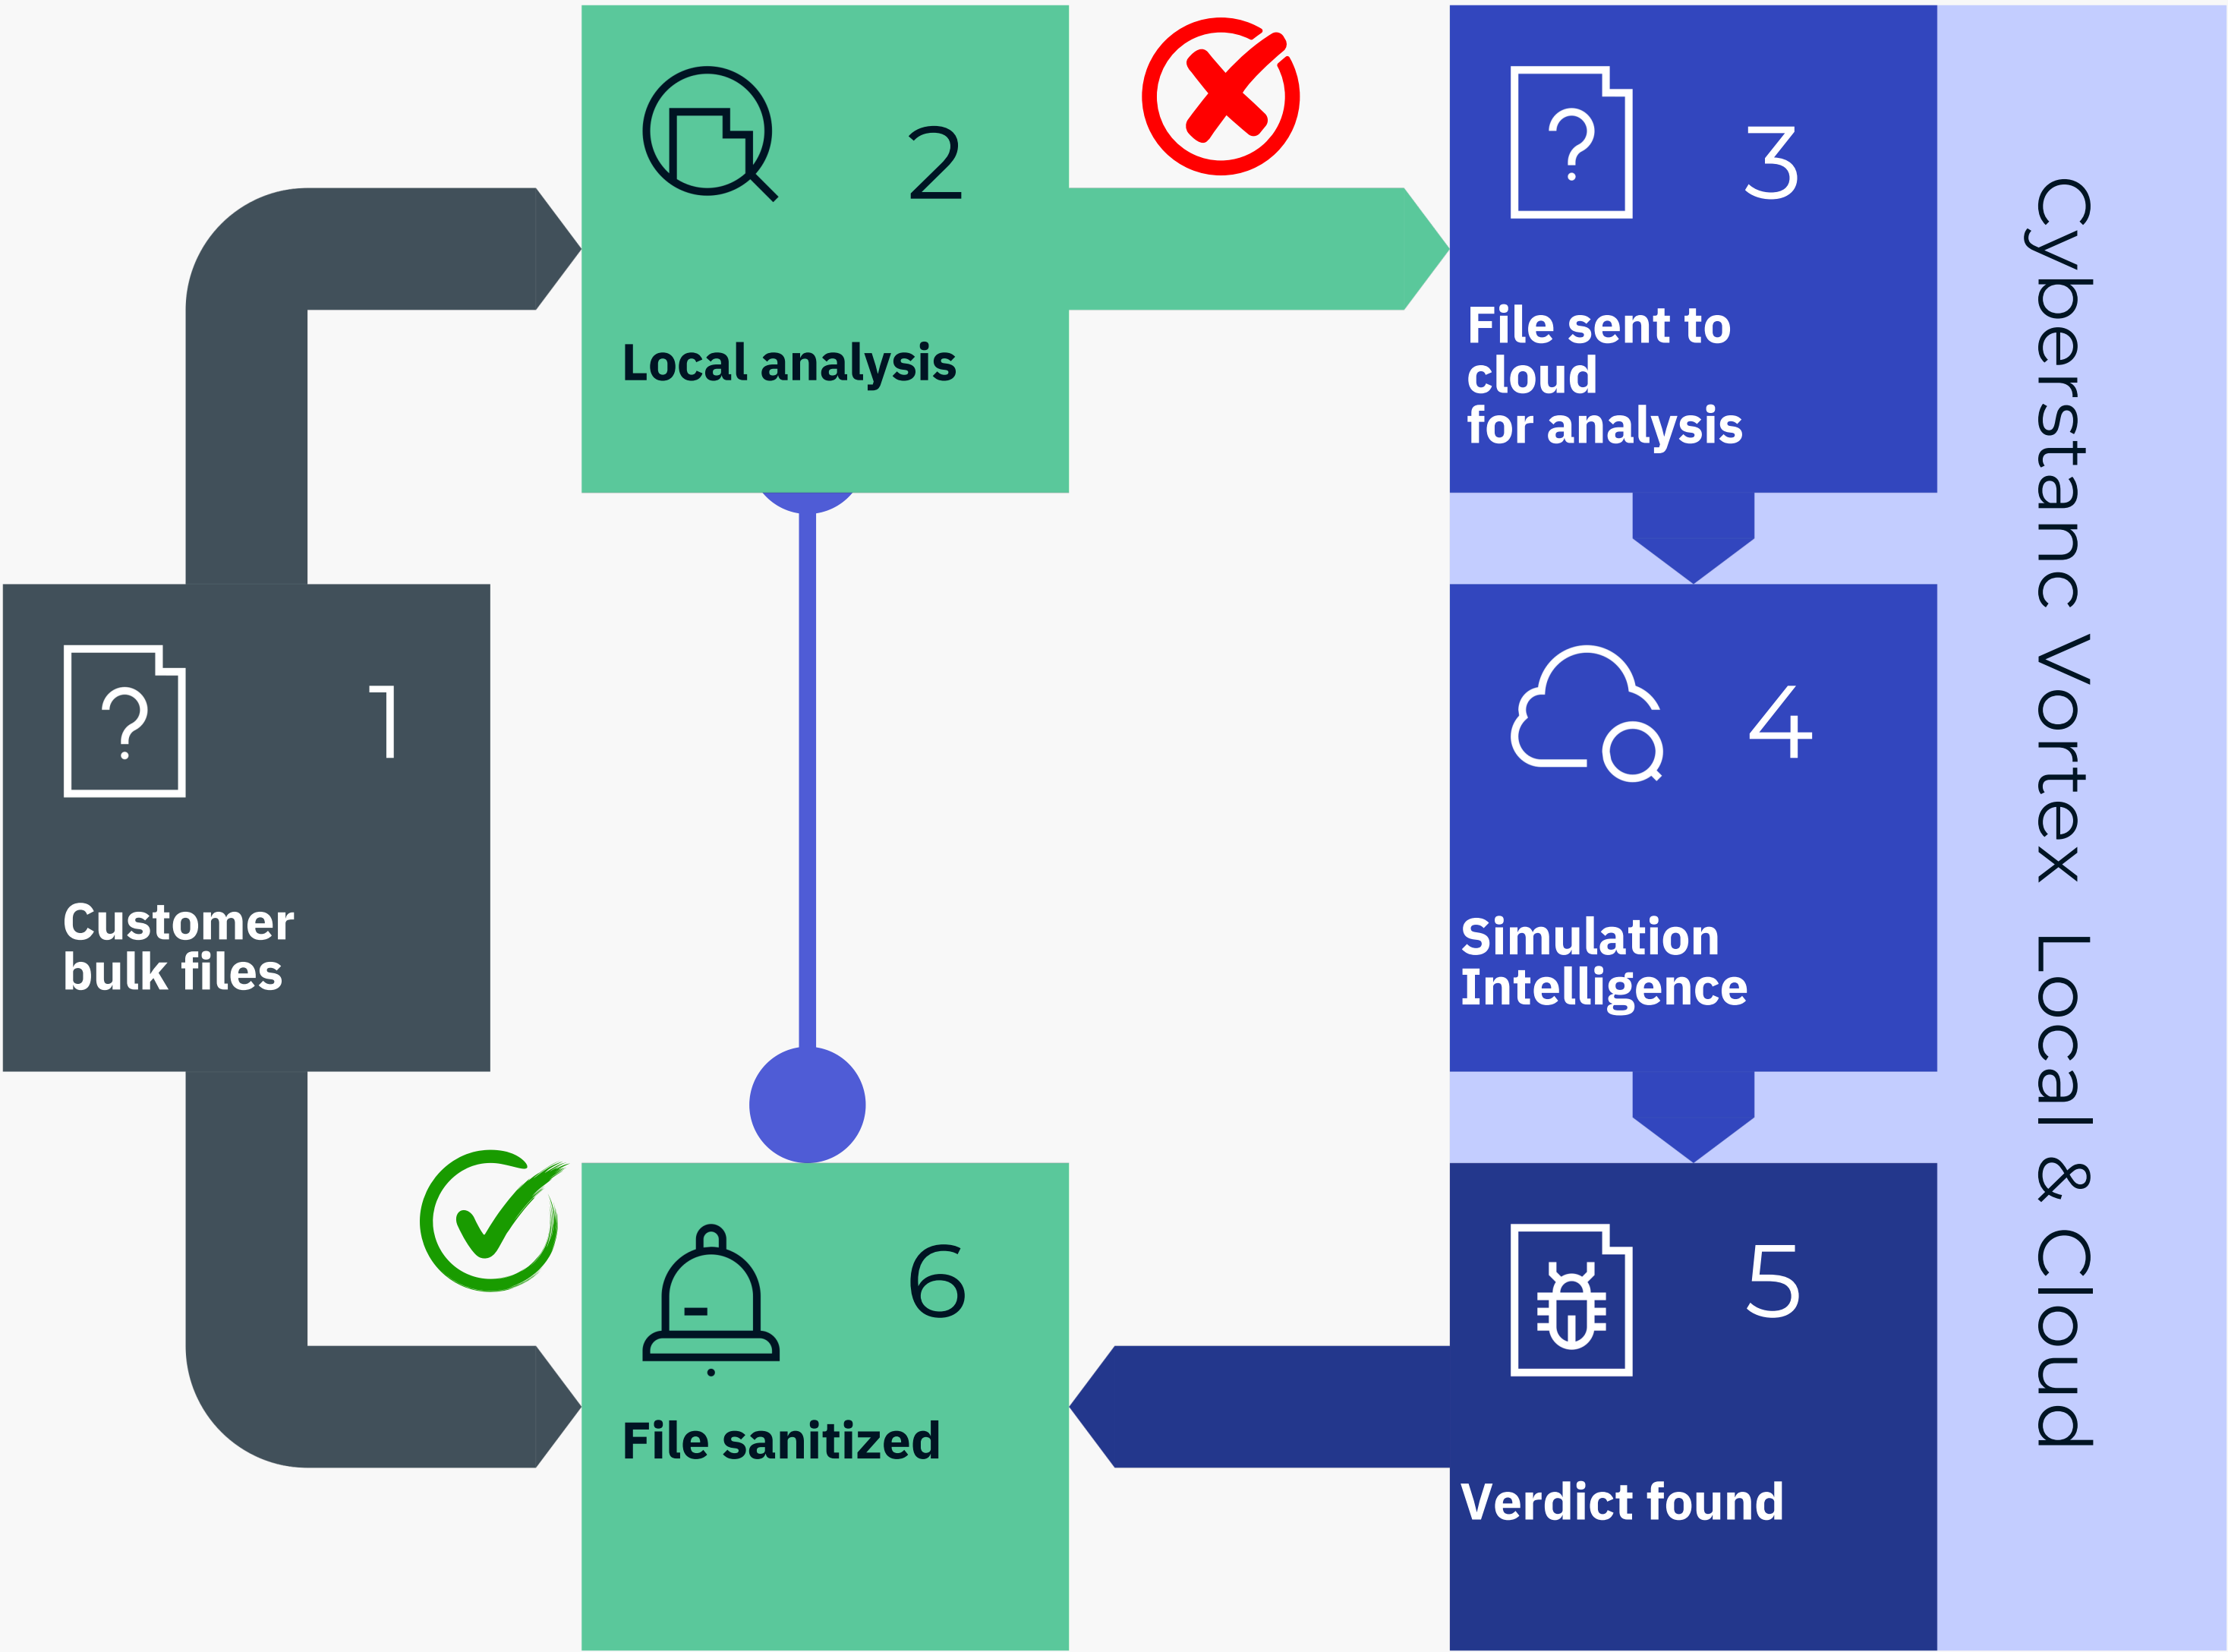 1
Customer
bulk files
2
Local analysis
3
File sent to
cloud
for analysis
4
Simulation
Intelligence
5
Verdict found
6
File sanitized
Cyberstanc Vortex Local & Cloud